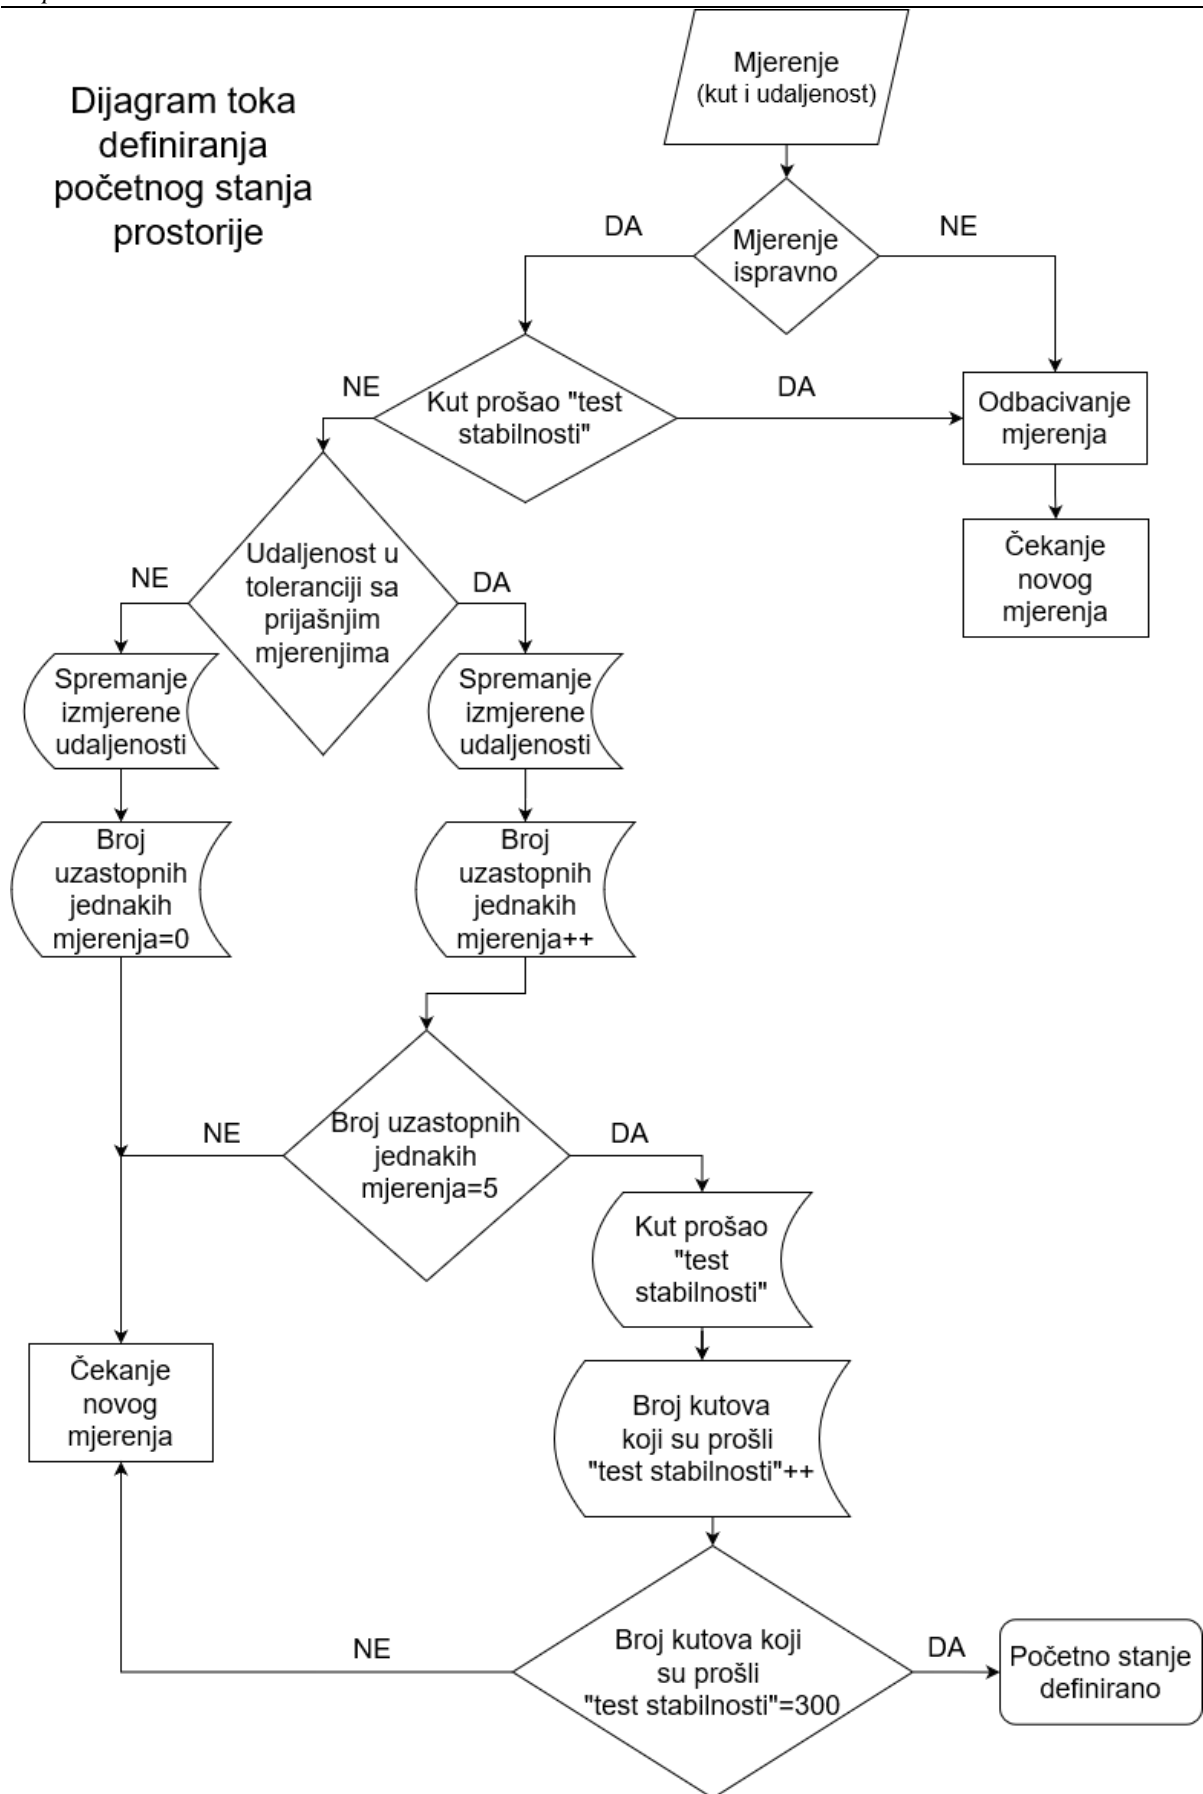 Dijagram toka
definiranja
početnog stanja
prostorije
Mjerenje
(kut i udaljenost)
DA
Mjerenje
ispravno
NE
NE
Kut prošao "test
stabilnosti"
DA
Odbacivanje
mjerenja
Čekanje
novog
mjerenja
NE
Udaljenost u
toleranciji sa
prijašnjim
mjerenjima
DA
Spremanje
izmjerene
udaljenosti
Spremanje
izmjerene
udaljenosti
Broj
uzastopnih
jednakih
mjerenja=0
Broj
uzastopnih
jednakih
mjerenja++
NE
Broj uzastopnih
jednakih
mjerenja=5
DA
Kut prošao
"test
stabilnosti"
Čekanje
novog
mjerenja
Broj kutova
koji su prošli
"test stabilnosti"++
NE
Broj kutova koji
su prošli
"test stabilnosti"=300
DA
Početno stanje
definirano